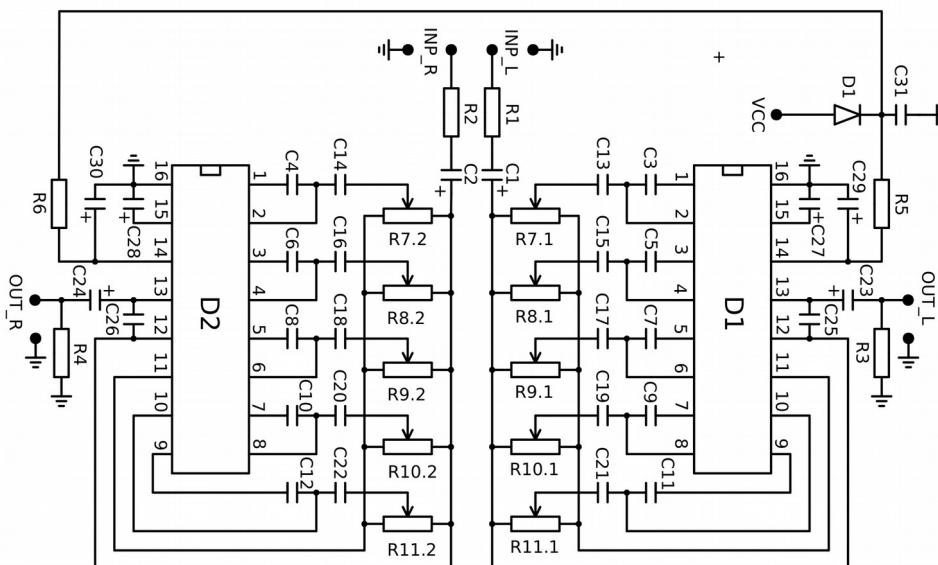 INP_R
INP_L
R2
R1
C2
+
C1
+
+
VCC
D1
C31
C30
+
C28
+
R6
C24
+
C26
OUT_R
R4
16
15
14
13
12
11
10
9
D2
1
2
3
4
5
6
7
8
C4
C14
C6
C16
C8
C18
C10
C20
C12
C22
R7.2
R8.2
R9.2
R10.2
R11.2
R7.1
R8.1
R9.1
R10.1
R11.1
C13
C3
C15
C5
C17
C7
C19
C9
C21
C11
1
2
3
4
5
6
7
8
D1
16
15
14
13
12
11
10
9
C29
+
C27
+
R5
C23
+
C25
OUT_L
R3